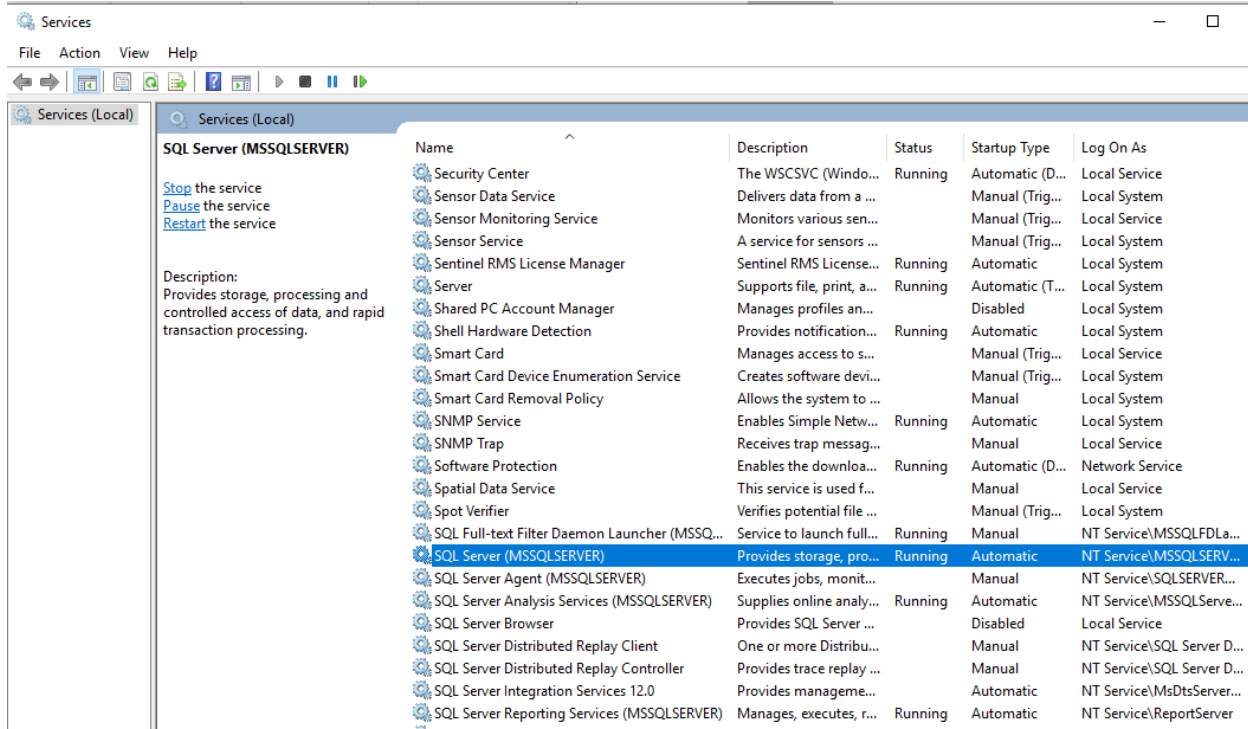 Services
File Action View Help
Services (Local)
Services (Local)
SQL Server (MSSQLSERVER)
Stop the service
Pause the service
Restart the service
Description:
Provides storage, processing and
controlled access of data, and rapid
transaction processing.
Name Description Status Startup Type Log On As
Security Center The WSCSVC (Windo... Running Automatic (D... Local Service
Sensor Data Service Delivers data from a ... Manual (Trig... Local System
Sensor Monitoring Service Monitors various sen... Manual (Trig... Local Service
Sensor Service A service for sensors ... Manual (Trig... Local System
Sentinel RMS License Manager Sentinel RMS License... Running Automatic Local System
Server Supports file, print, a... Running Automatic (T... Local System
Shared PC Account Manager Manages profiles an... Disabled Local System
Shell Hardware Detection Provides notification... Running Automatic Local System
Smart Card Manages access to s... Manual (Trig... Local Service
Smart Card Device Enumeration Service Creates software devi... Manual (Trig... Local System
Smart Card Removal Policy Allows the system to ... Manual Local System
SNMP Service Enables Simple Netw... Running Automatic Local System
SNMP Trap Receives trap messag... Manual Local Service
Software Protection Enables the downloa... Running Automatic (D... Network Service
Spatial Data Service This service is used f... Manual Local Service
Spot Verifier Verifies potential file ... Manual (Trig... Local System
SQL Full-text Filter Daemon Launcher (MSSQ... Service to launch full... Running Manual NT Service\MSSQLFDLa...
SQL Server (MSSQLSERVER) Provides storage, pro... Running Automatic NT Service\MSSQLSERV...
SQL Server Agent (MSSQLSERVER) Executes jobs, monit... Manual NT Service\SQLSERVER...
SQL Server Analysis Services (MSSQLSERVER) Supplies online analy... Running Automatic NT Service\MSSQLServe...
SQL Server Browser Provides SQL Server ... Disabled Local Service
SQL Server Distributed Replay Client One or more Distribu... Manual NT Service\SQL Server D...
SQL Server Distributed Replay Controller Provides trace replay ... Manual NT Service\SQL Server D...
SQL Server Integration Services 12.0 Provides manageme... Automatic NT Service\MsDtsServer...
SQL Server Reporting Services (MSSQLSERVER) Manages, executes, r... Running Automatic NT Service\ReportServer